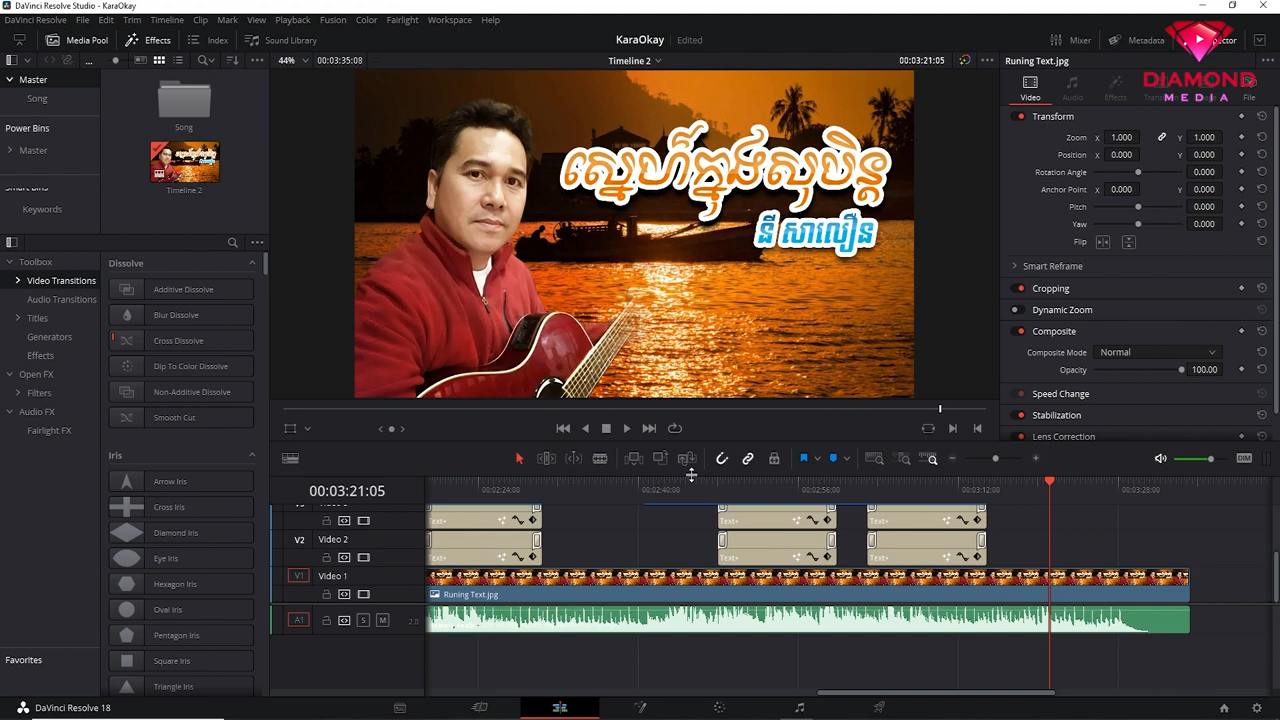 DaVinci Resolve Studio - KaraOkay
DaVinci Resolve File Edit Trim Timeline Clip Mark View Playback Fusion Color Fairlight Workspace Help
Media Pool Effects Index Sound Library KaraOkay Edited Mixer Metadata
DIAMOND
MEDIA
... 44% 00:03:35:08 Timeline 2 00:03:21:05 Runing Text.jpg
Master
Song
Power Bins
Master
Keywords
Song
Timeline 2
ស្នេហ៍ក្នុងសុបិន្ត
នី សាលឿន
Video Audio Effects File
Transform
Zoom X 1.000 Y 1.000
Position X 0.000 Y 0.000
Rotation Angle 0.000
Anchor Point X 0.000 Y 0.000
Pitch 0.000
Yaw 0.000
Flip
Smart Reframe
Cropping
Dynamic Zoom
Composite
Composite Mode Normal
Opacity 100.00
Speed Change
Stabilization
Lens Correction
Toolbox
Video Transitions
Audio Transitions
Titles
Generators
Effects
Open FX
Filters
Audio FX
Fairlight FX
Favorites
Dissolve
Additive Dissolve
Blur Dissolve
Cross Dissolve
Dip To Color Dissolve
Non-Additive Dissolve
Smooth Cut
Iris
Arrow Iris
Cross Iris
Diamond Iris
Eye Iris
Hexagon Iris
Oval Iris
Pentagon Iris
Square Iris
Triangle Iris
DIM
00:03:21:05 00:02:24:00 00:02:40:00 00:02:56:00 00:03:12:00 00:03:28:00
Text+ Text+ Text+
V2 Video 2
Text+ Text+ Text+
V1 Video 1
Runing Text.jpg
A1 S M 2.0
DaVinci Resolve 18